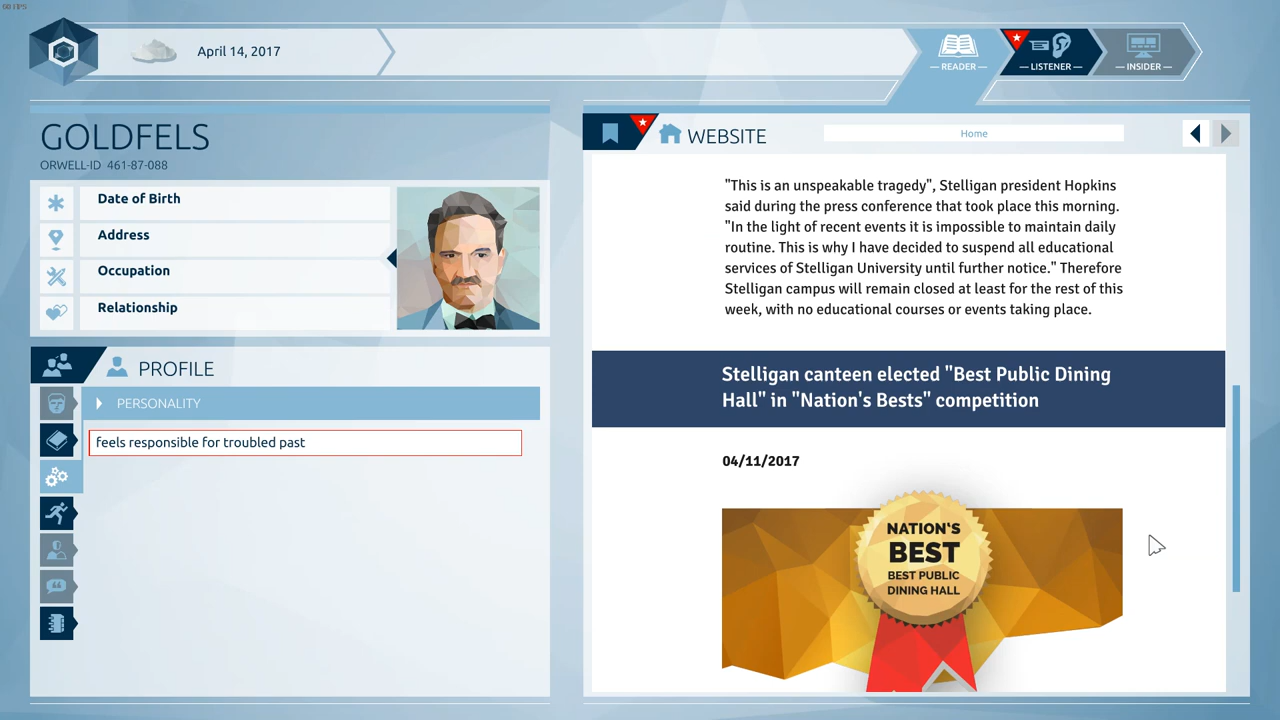 60 FPS
April 14, 2017
— READER —
— LISTENER —
— INSIDER —
GOLDFELS
ORWELL-ID 461-87-088
Date of Birth
Address
Occupation
Relationship
PROFILE
PERSONALITY
feels responsible for troubled past
WEBSITE
Home
"This is an unspeakable tragedy", Stelligan president Hopkins
said during the press conference that took place this morning.
"In the light of recent events it is impossible to maintain daily
routine. This is why I have decided to suspend all educational
services of Stelligan University until further notice." Therefore
Stelligan campus will remain closed at least for the rest of this
week, with no educational courses or events taking place.
Stelligan canteen elected "Best Public Dining
Hall" in "Nation's Bests" competition
04/11/2017
NATION'S
BEST
BEST PUBLIC
DINING HALL